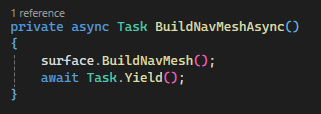 1 reference
private async Task BuildNavMeshAsync()
{
    surface.BuildNavMesh();
    await Task.Yield();
}